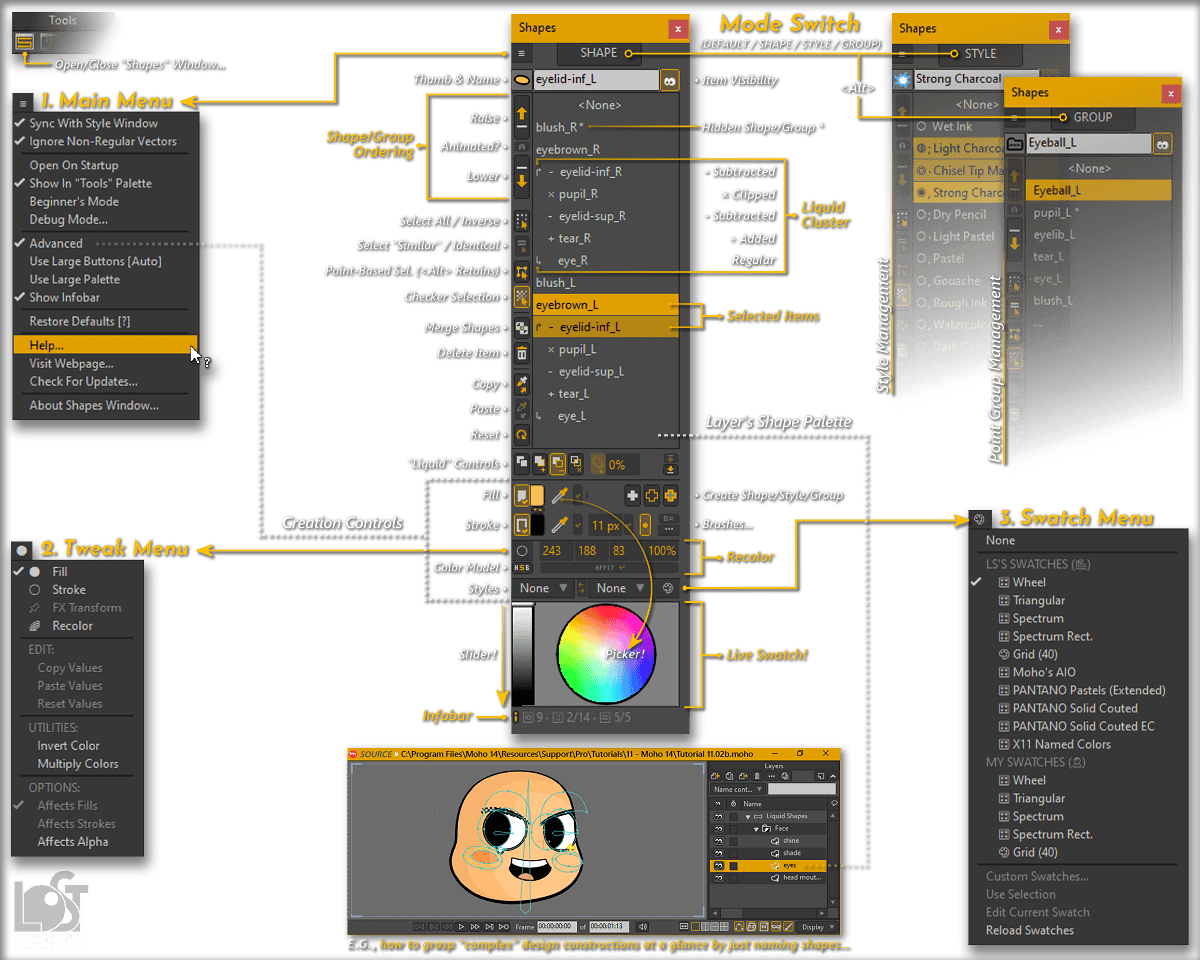 Tools
Open/Close "Shapes" Window...
1. Main Menu
Sync With Style Window
Ignore Non-Regular Vectors
Open On Startup
Show In "Tools" Palette
Beginner's Mode
Debug Mode...
Advanced
Use Large Buttons [Auto]
Use Large Palette
Show Infobar
Restore Defaults [?]
Help...
Visit Webpage...
Check For Updates...
About Shapes Window...
Thumb & Name
Shape/Group
Ordering
Raise
Animated?
Lower
Select All / Inverse
Select "Similar" / Identical
Point-Based Sel. (<Alt> Retains)
Checker Selection
Merge Shapes
Delete Item
Copy
Paste
Reset
"Liquid" Controls
Fill
Stroke
Color Model
Styles
Slider!
Infobar
Creation Controls
Shapes
SHAPE
eyelid-inf_L
<None>
blush_R*
eyebrown_R
- eyelid-inf_R
× pupil_R
- eyelid-sup_R
+ tear_R
eye_R
blush_L
eyebrown_L
- eyelid-inf_L
× pupil_L
- eyelid-sup_L
+ tear_L
eye_L
0%
11 px
243 188 83 100%
HSB
APPLY
None
None
Picker!
9 · 2/14 · 5/5
Mode Switch
(DEFAULT / SHAPE / STYLE / GROUP)
Item Visibility
<Alt>
Hidden Shape/Group *
- Subtracted
× Clipped
- Subtracted
+ Added
Regular
Liquid
Cluster
Selected Items
Layer's Shape Palette
Create Shape/Style/Group
Brushes...
Recolor
Live Swatch!
Shapes
STYLE
Strong Charcoal
<None>
Wet Ink
Light Charco
Chisel Tip Ma
Strong Charc
Dry Pencil
Light Pastel
Pastel
Gouache
Rough Ink
Watercolo
Style Management
Shapes
GROUP
Eyeball_L
<None>
Eyeball_L
pupil_L *
eyelib_L
tear_L
eye_L
blush_L
...
Point Group Management
2. Tweak Menu
Fill
Stroke
FX Transform
Recolor
EDIT:
Copy Values
Paste Values
Reset Values
UTILITIES:
Invert Color
Multiply Colors
OPTIONS:
Affects Fills
Affects Strokes
Affects Alpha
3. Swatch Menu
None
LS'S SWATCHES
Wheel
Triangular
Spectrum
Spectrum Rect.
Grid (40)
Moho's AIO
PANTANO Pastels (Extended)
PANTANO Solid Couted
PANTANO Solid Couted EC
X11 Named Colors
MY SWATCHES
Wheel
Triangular
Spectrum
Spectrum Rect.
Grid (40)
Custom Swatches...
Use Selection
Edit Current Swatch
Reload Swatches
SOURCE » C:\Program Files\Moho 14\Resources\Support\Pro\Tutorials\11 - Moho 14\Tutorial 11.02b.moho
Layers
Name cont...
Name
Liquid Shapes
Face
shine
shade
eyes
head mout...
Frame 00:00:00:00 of 00:00:01:13
Display
E.G., how to grasp "complex" design constructions at a glance by just naming shapes...
LOST